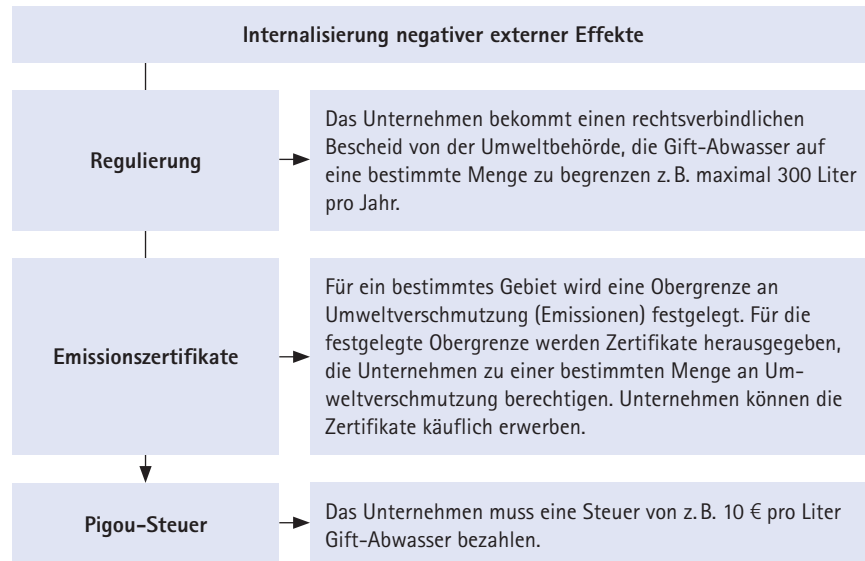 Internalisierung negativer externer Effekte
Regulierung
Das Unternehmen bekommt einen rechtsverbindlichen
Bescheid von der Umweltbehörde, die Gift-Abwasser auf
eine bestimmte Menge zu begrenzen z. B. maximal 300 Liter
pro Jahr.
Emissionszertifikate
Für ein bestimmtes Gebiet wird eine Obergrenze an
Umweltverschmutzung (Emissionen) festgelegt. Für die
festgelegte Obergrenze werden Zertifikate herausgegeben,
die Unternehmen zu einer bestimmten Menge an Um-
weltverschmutzung berechtigen. Unternehmen können die
Zertifikate käuflich erwerben.
Pigou-Steuer
Das Unternehmen muss eine Steuer von z. B. 10 € pro Liter
Gift-Abwasser bezahlen.